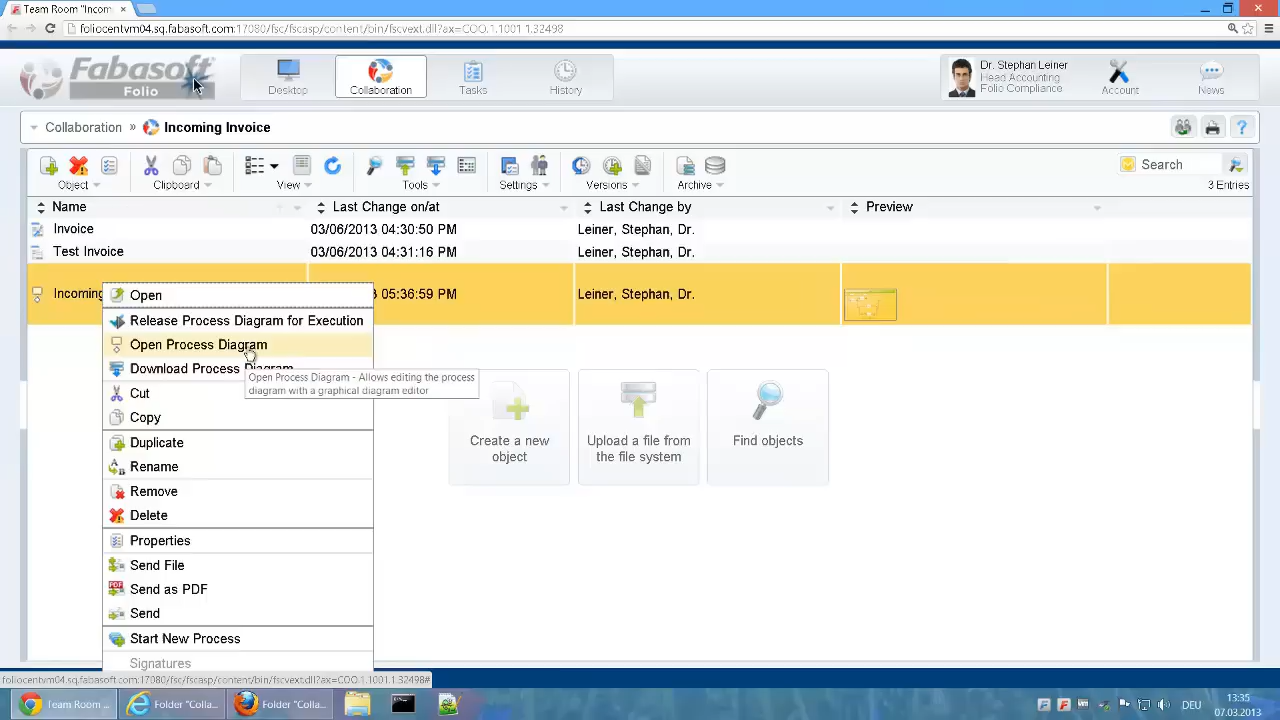 Team Room "Incom
foliocentvm04.sq.fabasoft.com:17080/fsc/fscasp/content/bin/fscvext.dll?ax=COO.1.1001 1.32498
Fabasoft
Folio
Desktop
Collaboration
Tasks
History
Dr. Stephan Leiner
Head Accounting
Folio Compliance
Account
News
Collaboration » Incoming Invoice
Object
Clipboard
View
Tools
Settings
Versions
Archive
Search
3 Entries
Name
Last Change on/at
Last Change by
Preview
Invoice
03/06/2013 04:30:50 PM
Leiner, Stephan, Dr.
Test Invoice
03/06/2013 04:31:16 PM
Leiner, Stephan, Dr.
Incoming
3 05:36:59 PM
Leiner, Stephan, Dr.
Open
Release Process Diagram for Execution
Open Process Diagram
Download Process Diagram
Open Process Diagram - Allows editing the process
diagram with a graphical diagram editor
Cut
Copy
Duplicate
Rename
Remove
Delete
Properties
Send File
Send as PDF
Send
Start New Process
Signatures
Create a new
object
Upload a file from
the file system
Find objects
foliocentvm04.sq.fabasoft.com:17080/fsc/fscasp/content/bin/fscvext.dll?ax=COO.1.1001.1.32498#
Team Room ...
Folder "Colla...
Folder "Colla...
DEU
13:35
07.03.2013